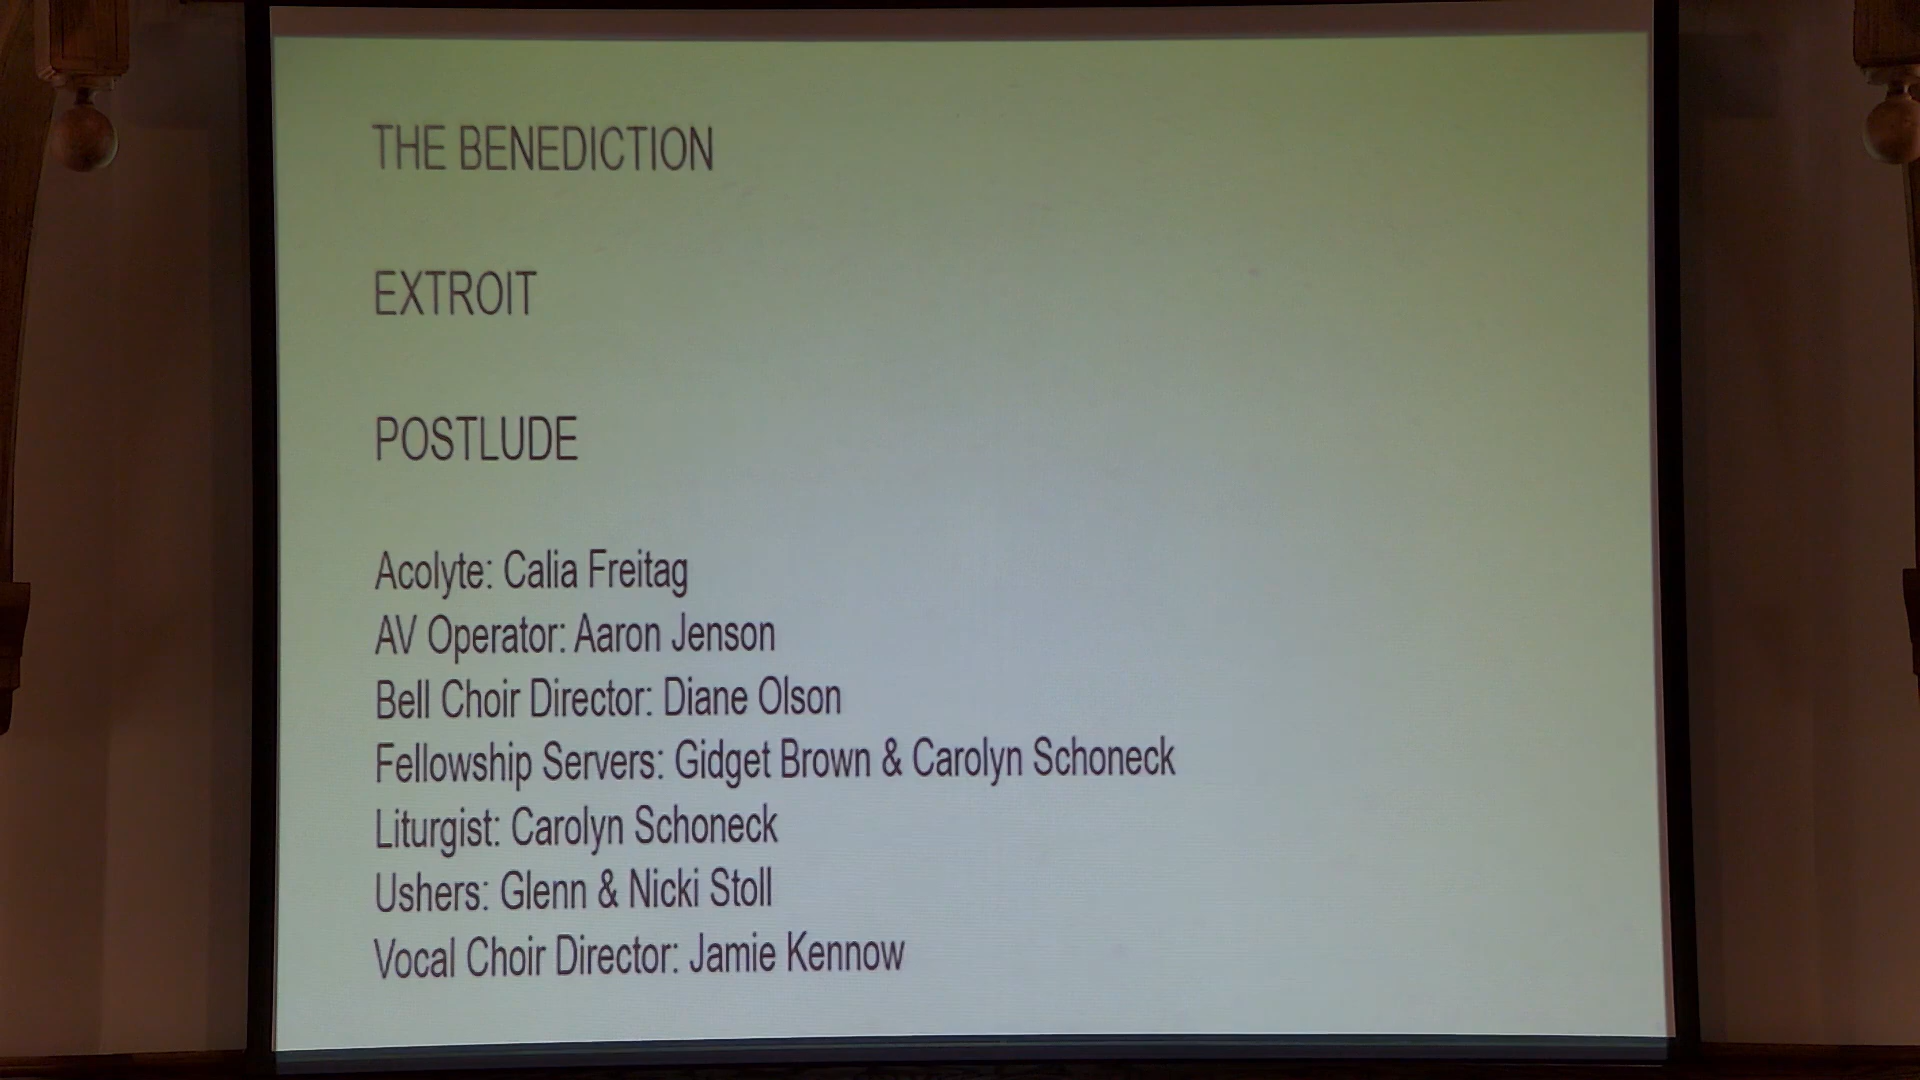 THE BENEDICTION
EXTROIT
POSTLUDE
Acolyte: Calia Freitag
AV Operator: Aaron Jenson
Bell Choir Director: Diane Olson
Fellowship Servers: Gidget Brown & Carolyn Schoneck
Liturgist: Carolyn Schoneck
Ushers: Glenn & Nicki Stoll
Vocal Choir Director: Jamie Kennow